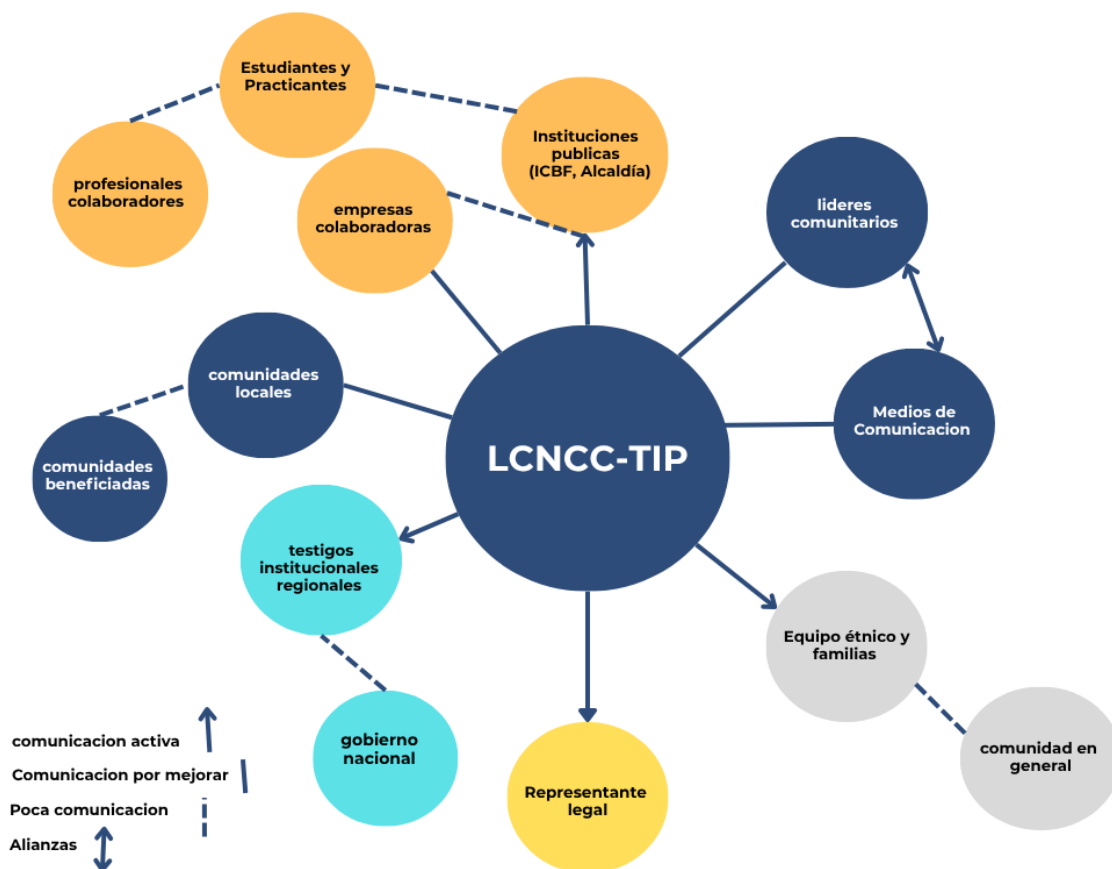 Estudiantes y
Practicantes
Instituciones
publicas
(ICBF, Alcaldía)
profesionales
colaboradores
empresas
colaboradoras
lideres
comunitarios
comunidades
locales
Medios de
Comunicacion
LCNCC-TIP
comunidades
beneficiadas
testigos
institucionales
regionales
Equipo étnico y
familias
gobierno
nacional
comunidad en
general
Representante
legal
comunicacion activa
Comunicacion por mejorar
Poca comunicacion
Alianzas